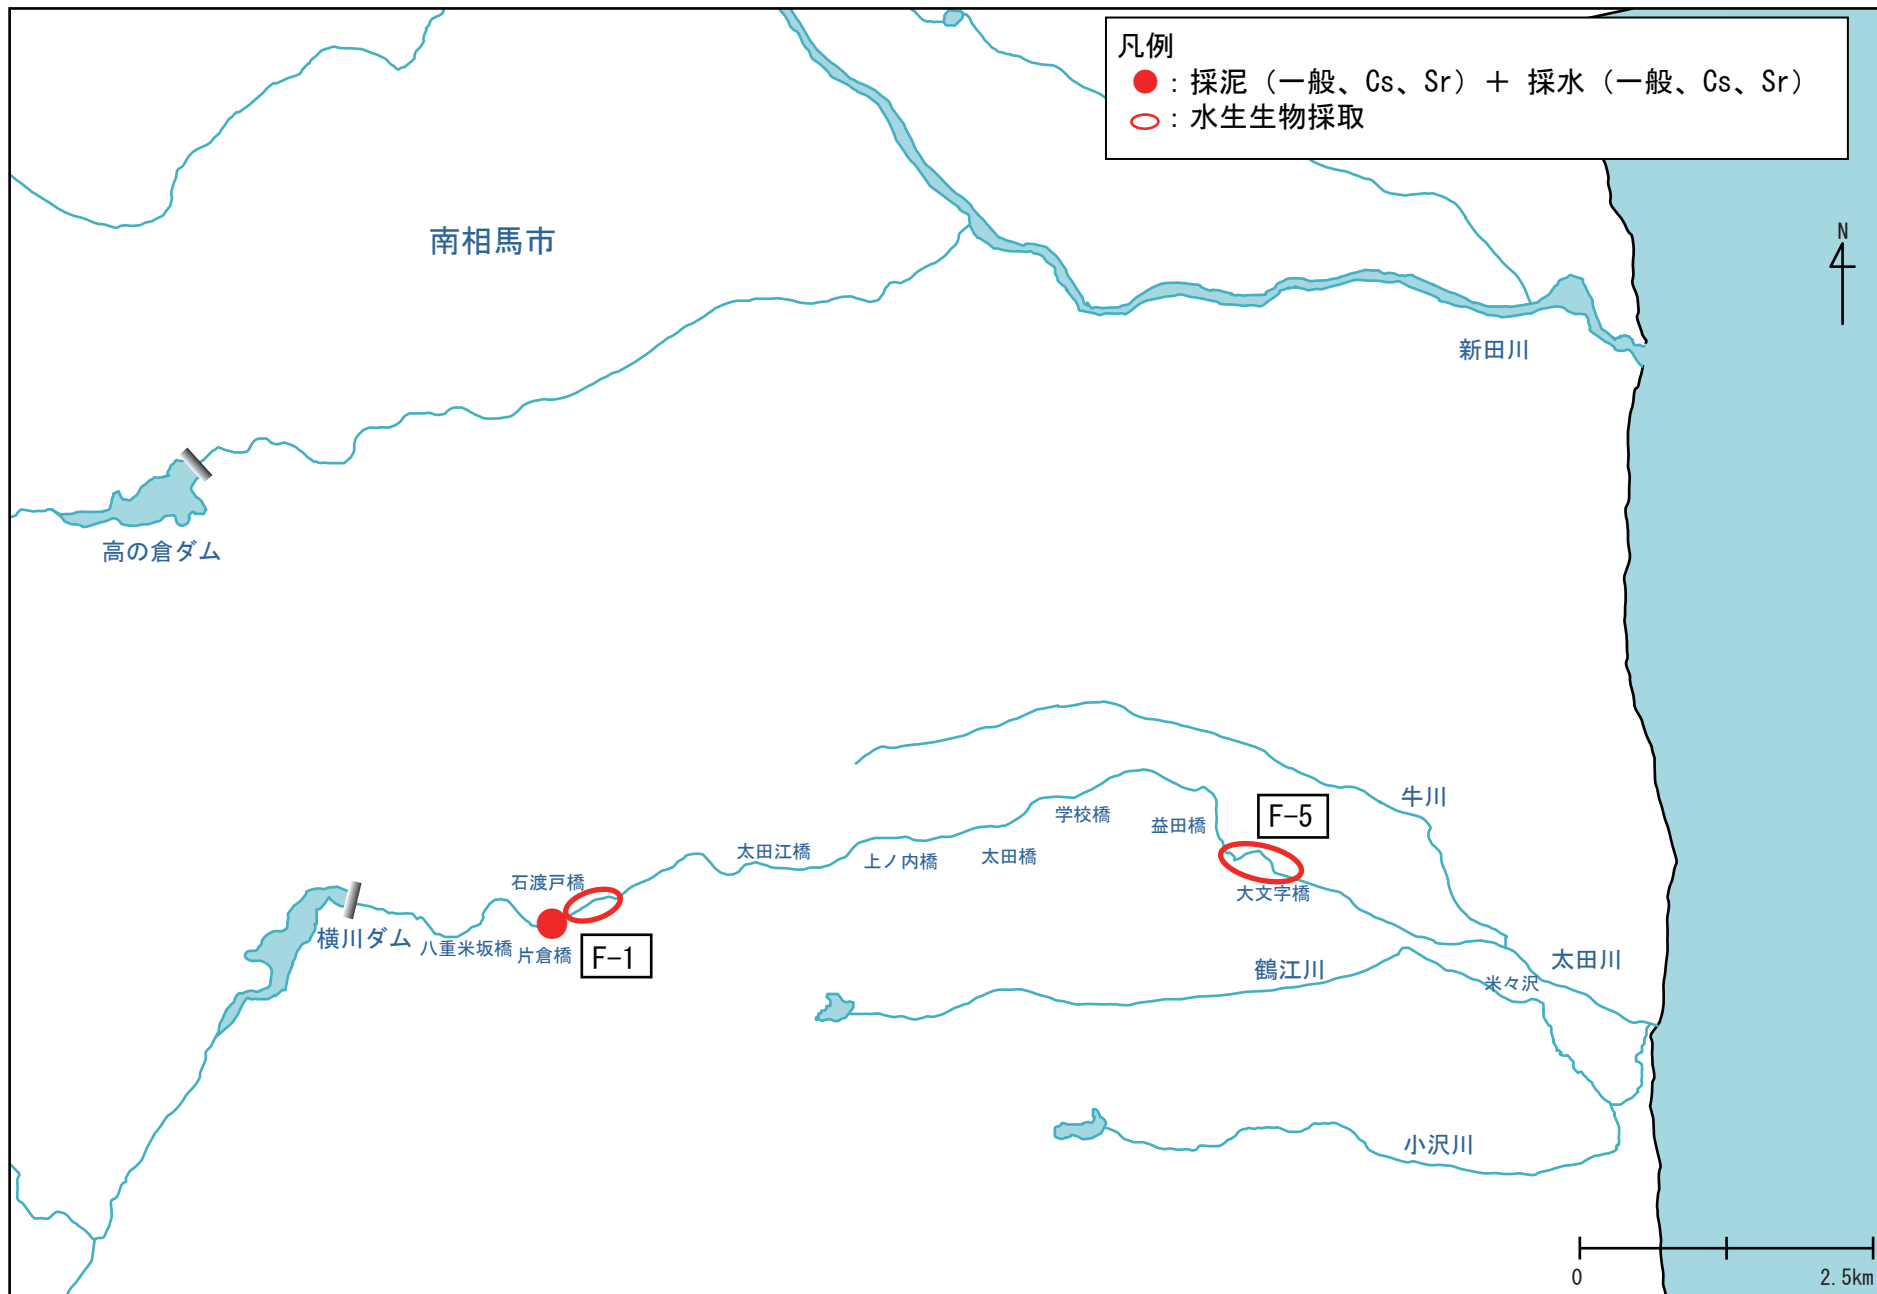 凡例
：採泥（一般、Cs、Sr）＋ 採水（一般、Cs、Sr）
：水生生物採取
南相馬市
N
新田川
高の倉ダム
牛川
学校橋
益田橋
F-5
太田江橋
上ノ内橋
太田橋
石渡戸橋
大文字橋
横川ダム
八重米坂橋
片倉橋
F-1
鶴江川
太田川
米々沢
小沢川
0
2.5km